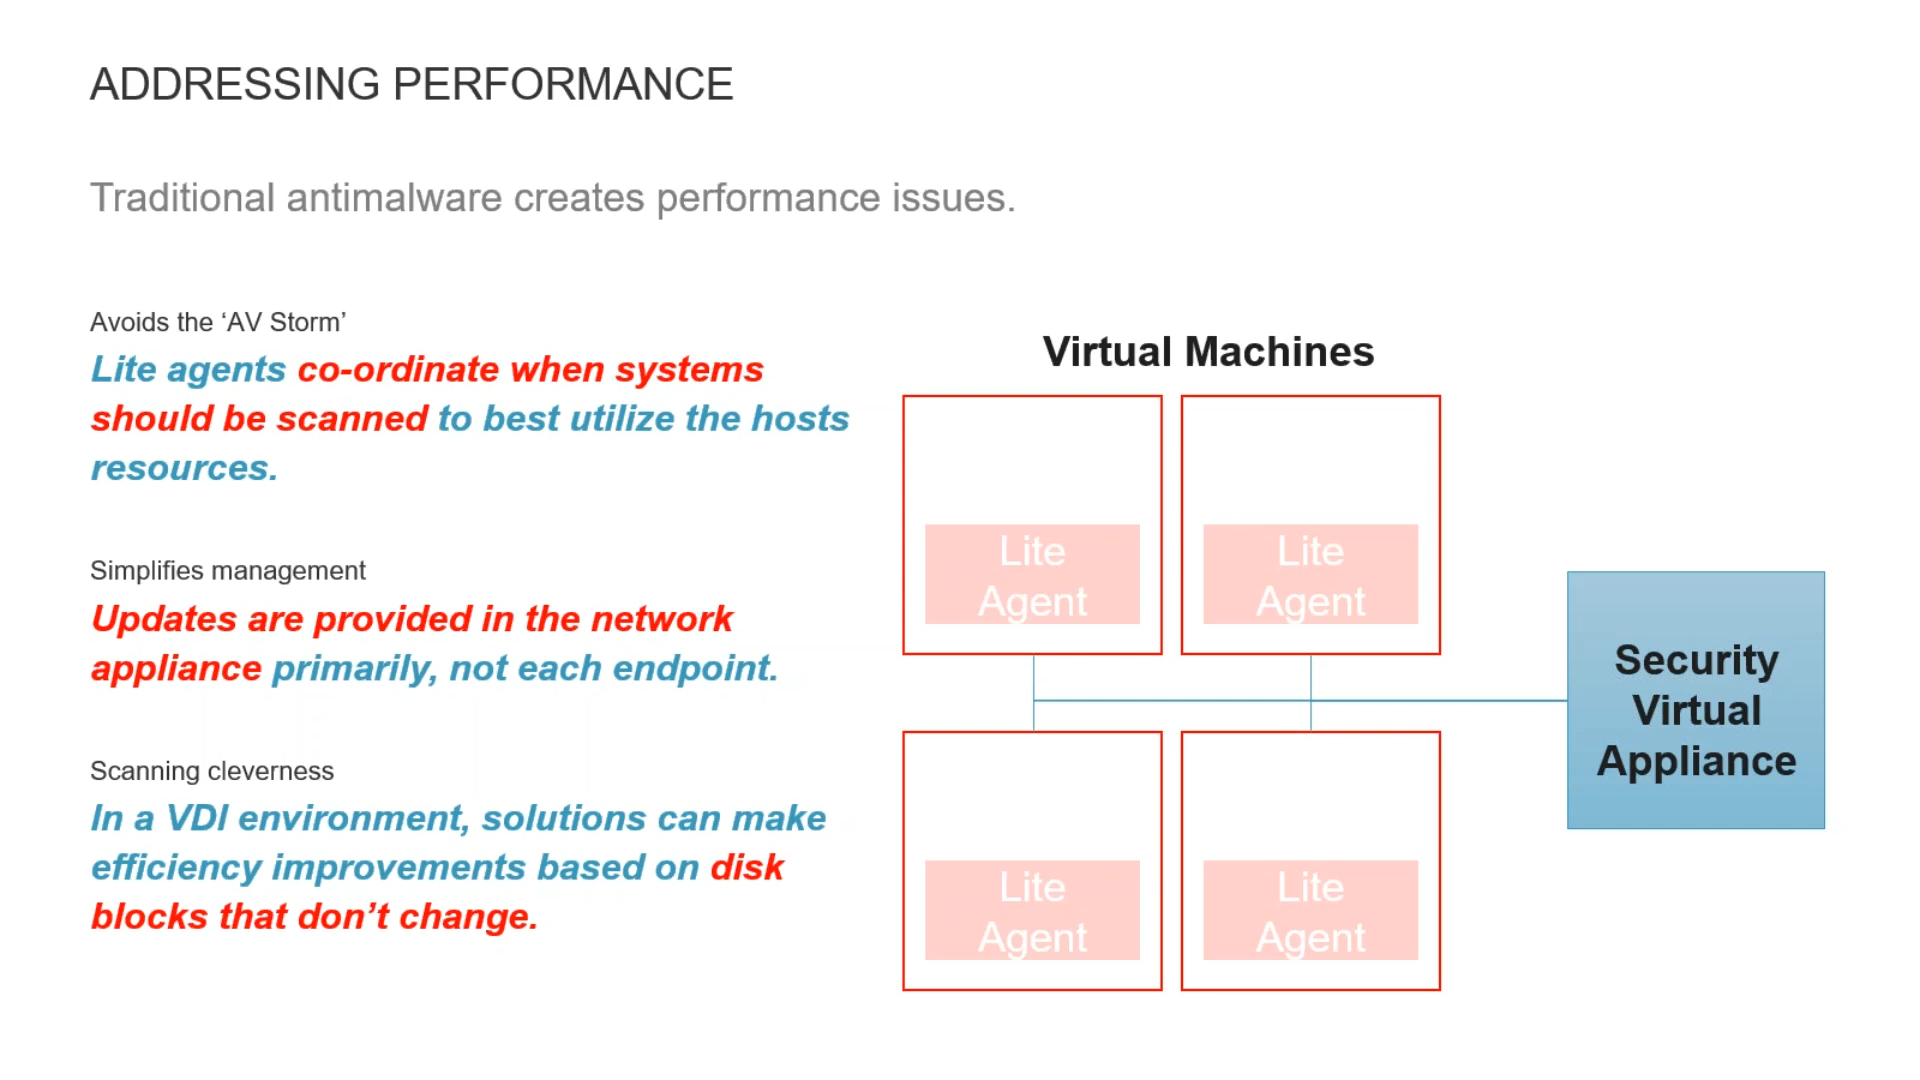 ADDRESSING PERFORMANCE
Traditional antimalware creates performance issues.
Avoids the ‘AV Storm’
Lite agents co-ordinate when systems
should be scanned to best utilize the hosts
resources.
Simplifies management
Updates are provided in the network
appliance primarily, not each endpoint.
Scanning cleverness
In a VDI environment, solutions can make
efficiency improvements based on disk
blocks that don’t change.
Virtual Machines
Lite
Agent
Lite
Agent
Lite
Agent
Lite
Agent
Security
Virtual
Appliance